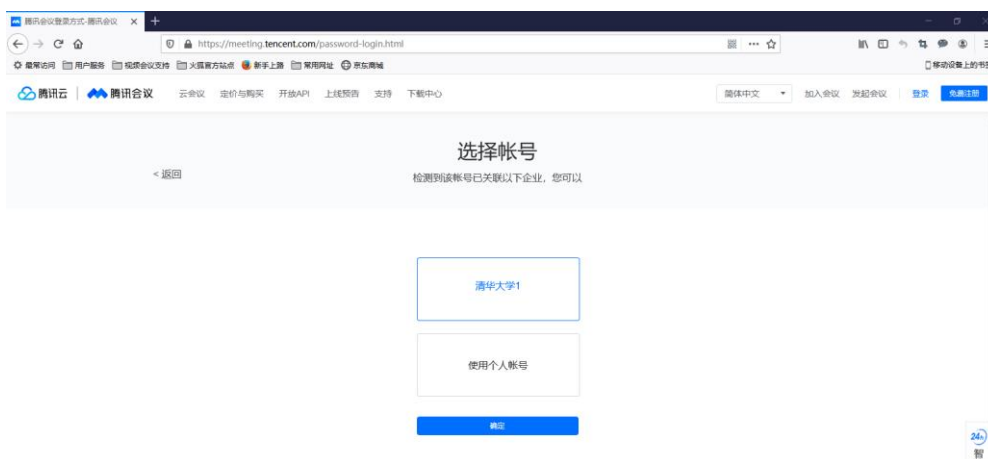 腾讯会议登录方式-腾讯会议
https://meeting.tencent.com/password-login.html
最常访问 用户服务 视频会议支持 火狐官方站点 新手上路 常用网址 京东商城 移动设备上的书签
腾讯云 腾讯会议 云会议 定价与购买 开放API 上线预告 支持 下载中心 简体中文 加入会议 发起会议 登录 免费注册
选择帐号
< 返回
检测到该帐号已关联以下企业，您可以
清华大学1
使用个人帐号
确定
24h
智